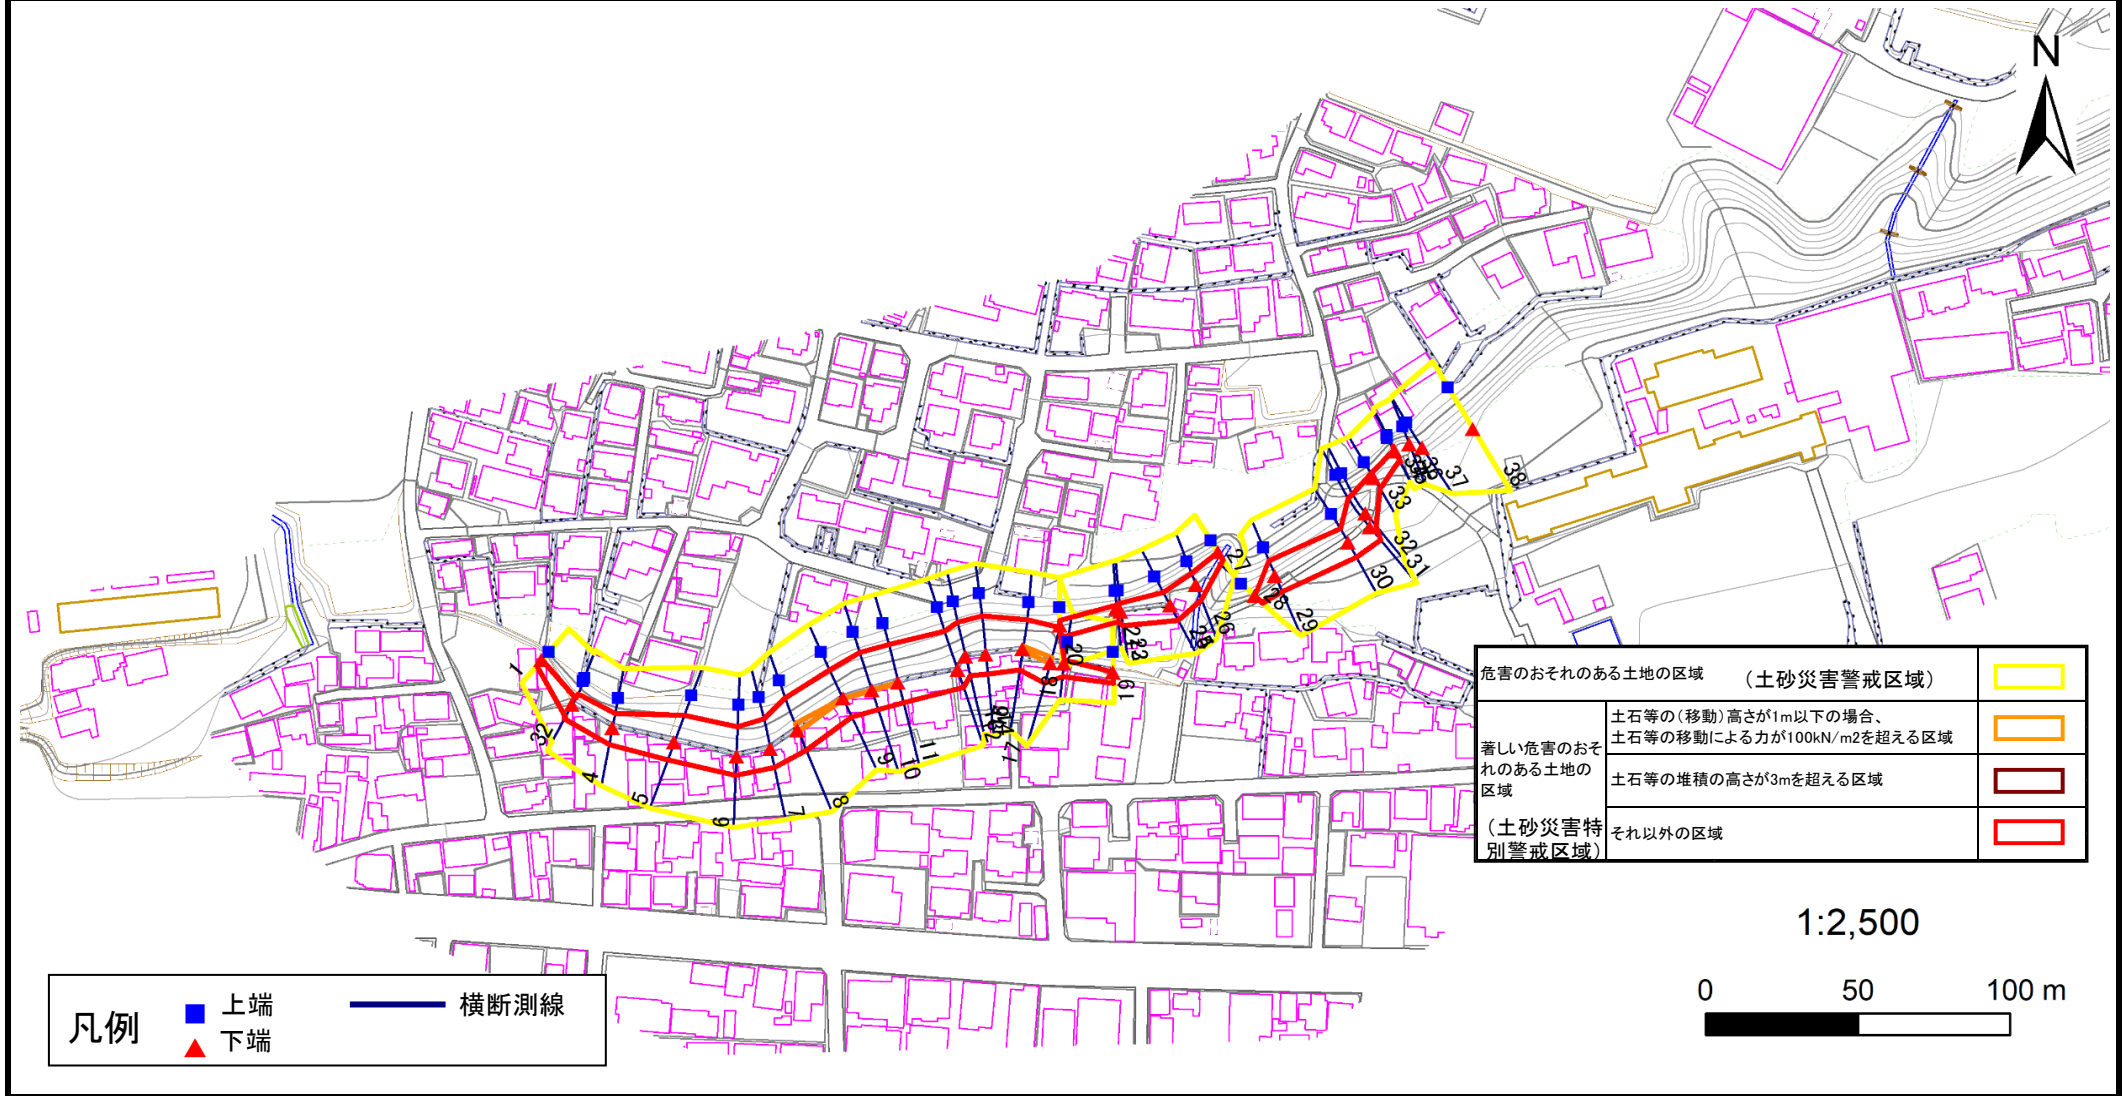 N
1
32
4
5
6
7
8
9
10
11
17
18
19
20
22
23
25
26
27
28
29
30
31
32
33
37
38
危害のおそれのある土地の区域 （土砂災害警戒区域）
著しい危害のおそ
れのある土地の
区域
（土砂災害特
別警戒区域）
土石等の（移動）高さが1m以下の場合、
土石等の移動による力が100kN/m2を超える区域
土石等の堆積の高さが3mを超える区域
それ以外の区域
1:2,500
0 50 100 m
凡例
上端
下端
横断測線